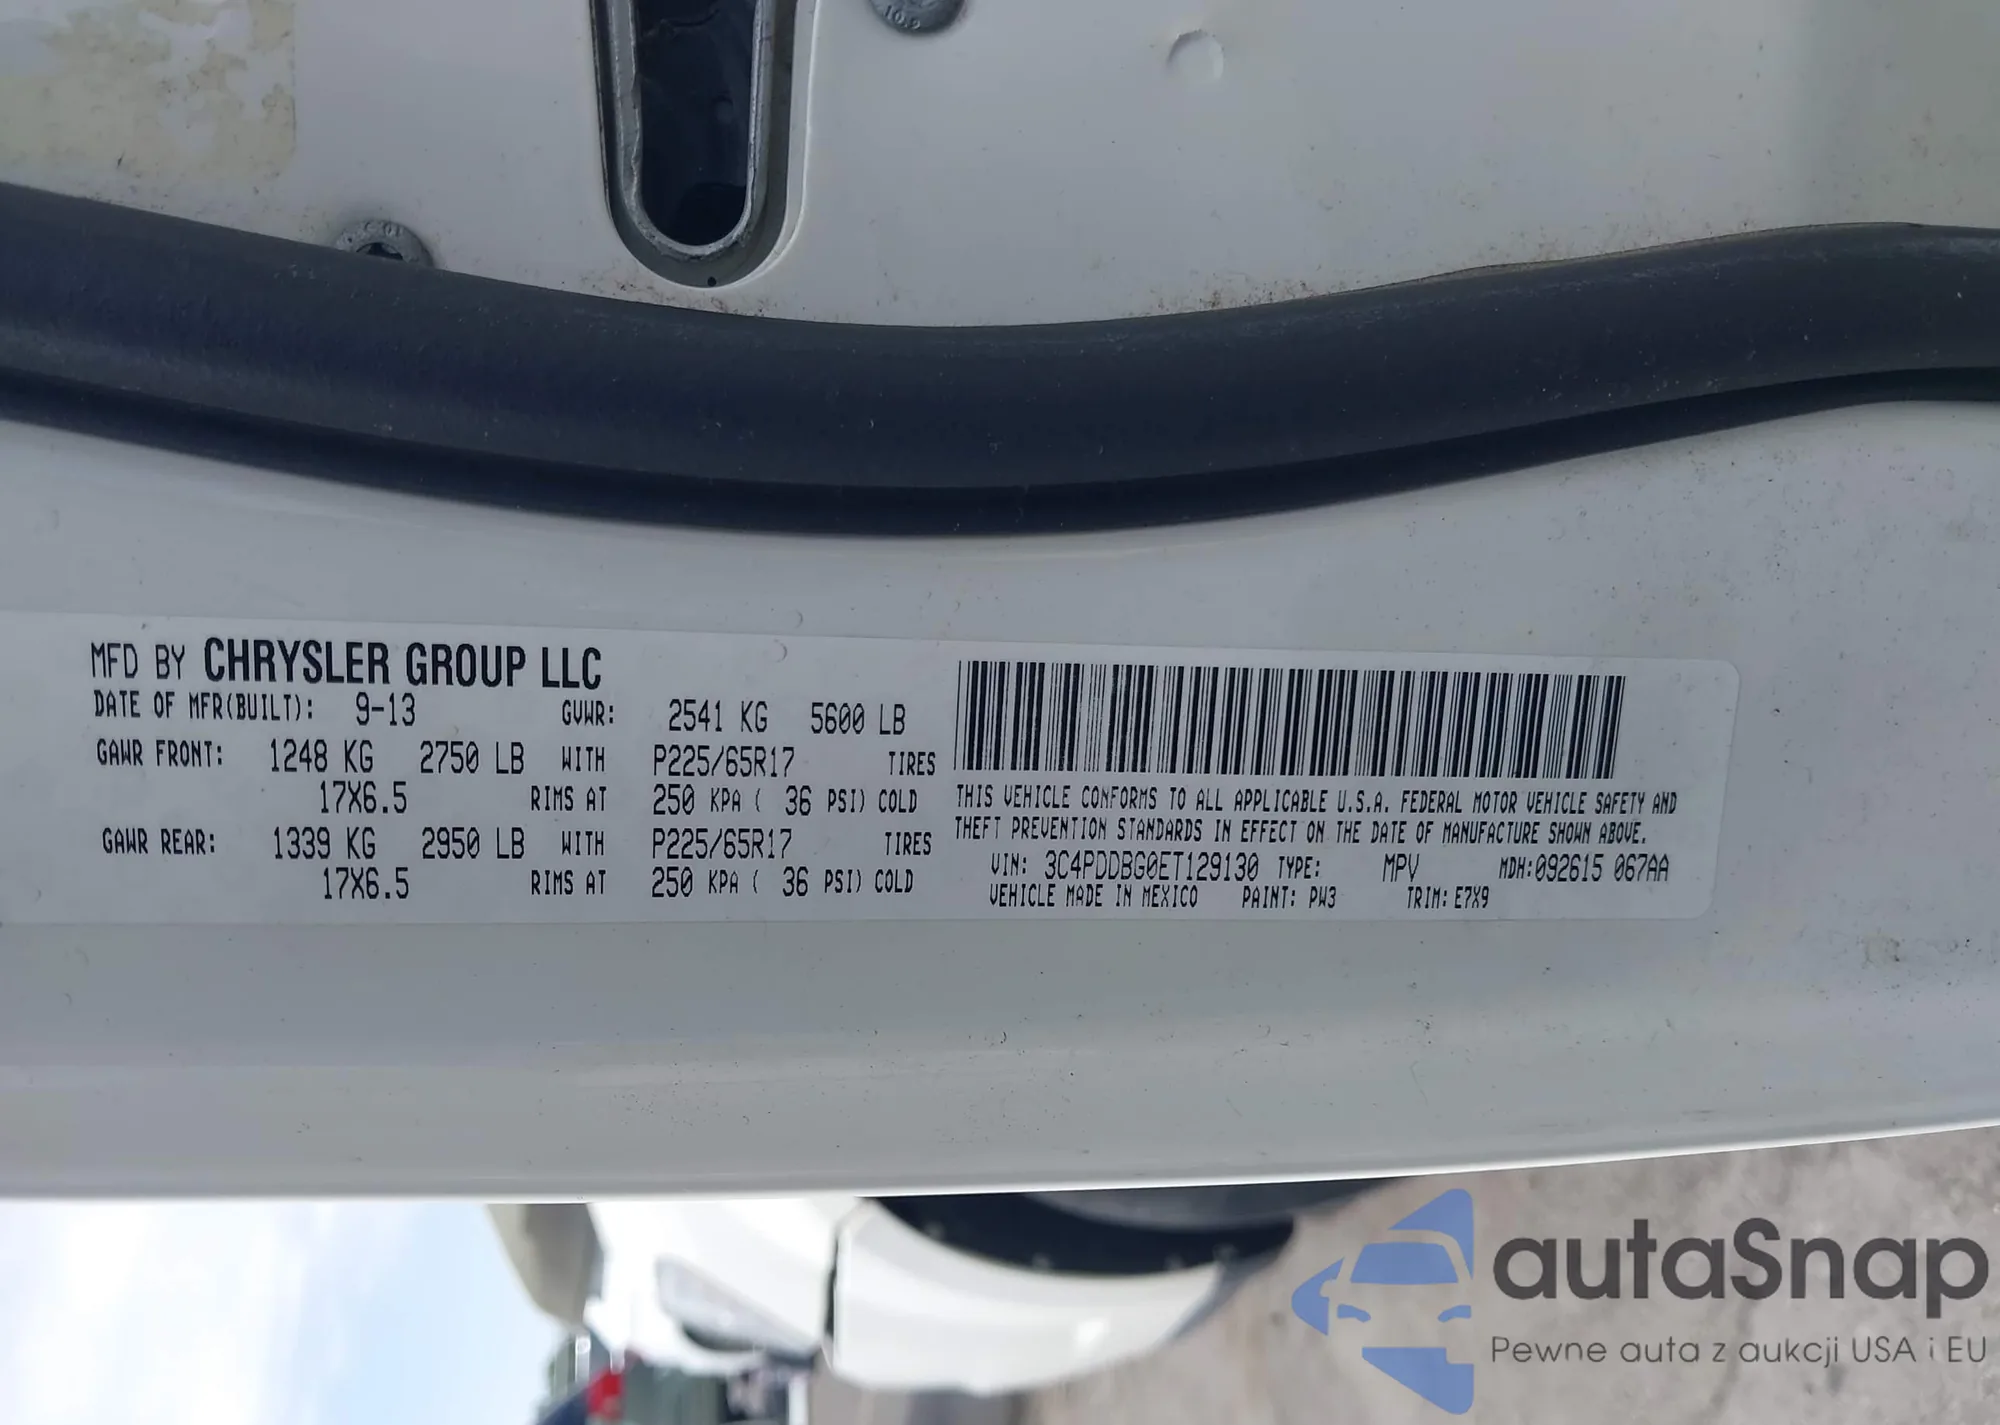 10.9
MFD BY CHRYSLER GROUP LLC
DATE OF MFR(BUILT): 9-13 GVWR: 2541 KG 5600 LB
GAWR FRONT: 1248 KG 2750 LB WITH P225/65R17 TIRES
17X6.5 RIMS AT 250 KPA ( 36 PSI) COLD
GAWR REAR: 1339 KG 2950 LB WITH P225/65R17 TIRES
17X6.5 RIMS AT 250 KPA ( 36 PSI) COLD
THIS VEHICLE CONFORMS TO ALL APPLICABLE U.S.A. FEDERAL MOTOR VEHICLE SAFETY AND
THEFT PREVENTION STANDARDS IN EFFECT ON THE DATE OF MANUFACTURE SHOWN ABOVE.
VIN: 3C4PDDBG0ET129130 TYPE: MPV MDH:092615 067AA
VEHICLE MADE IN MEXICO PAINT: PW3 TRIM: E7X9
autaSnap
Pewne auta z aukcji USA i EU